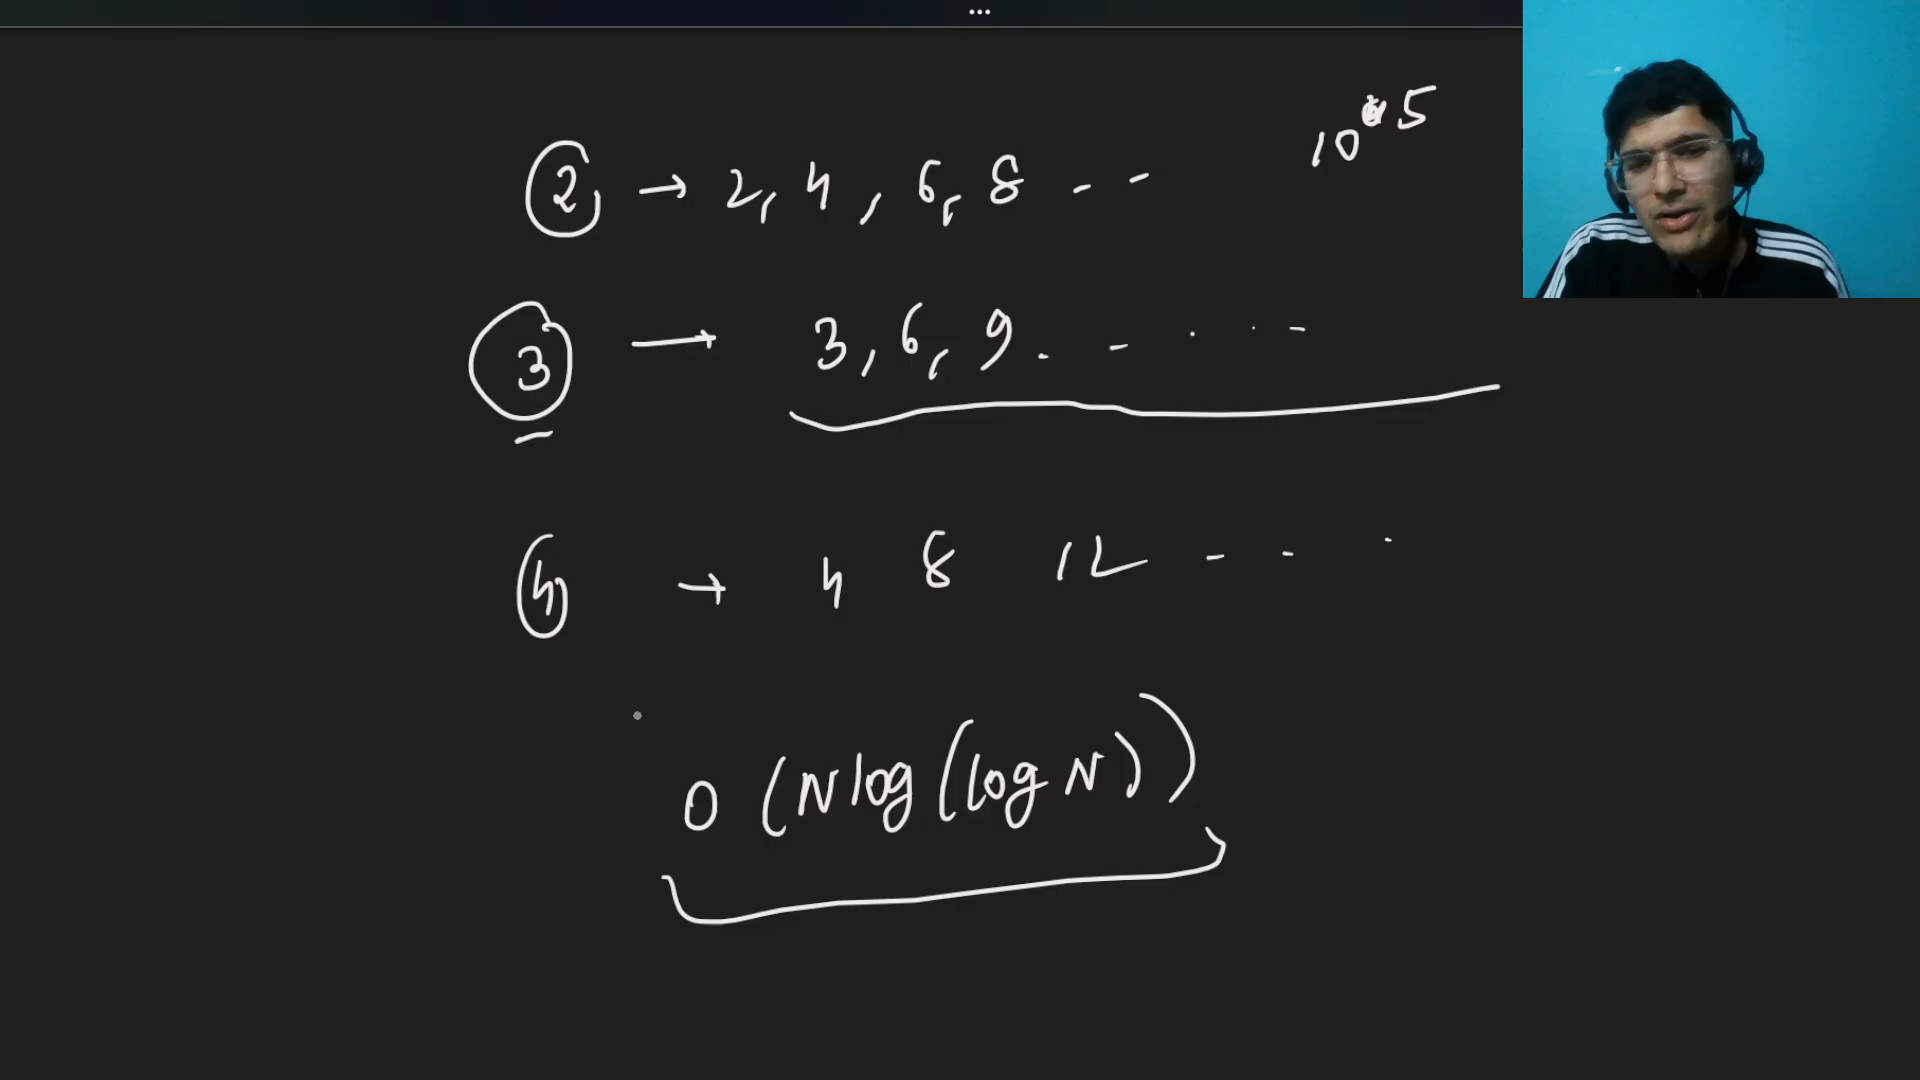 10^5
2 → 2, 4, 6, 8 - -
3 → 3, 6, 9 . - . . -
4 → 4 8 12 - - .
O (N log (log N))